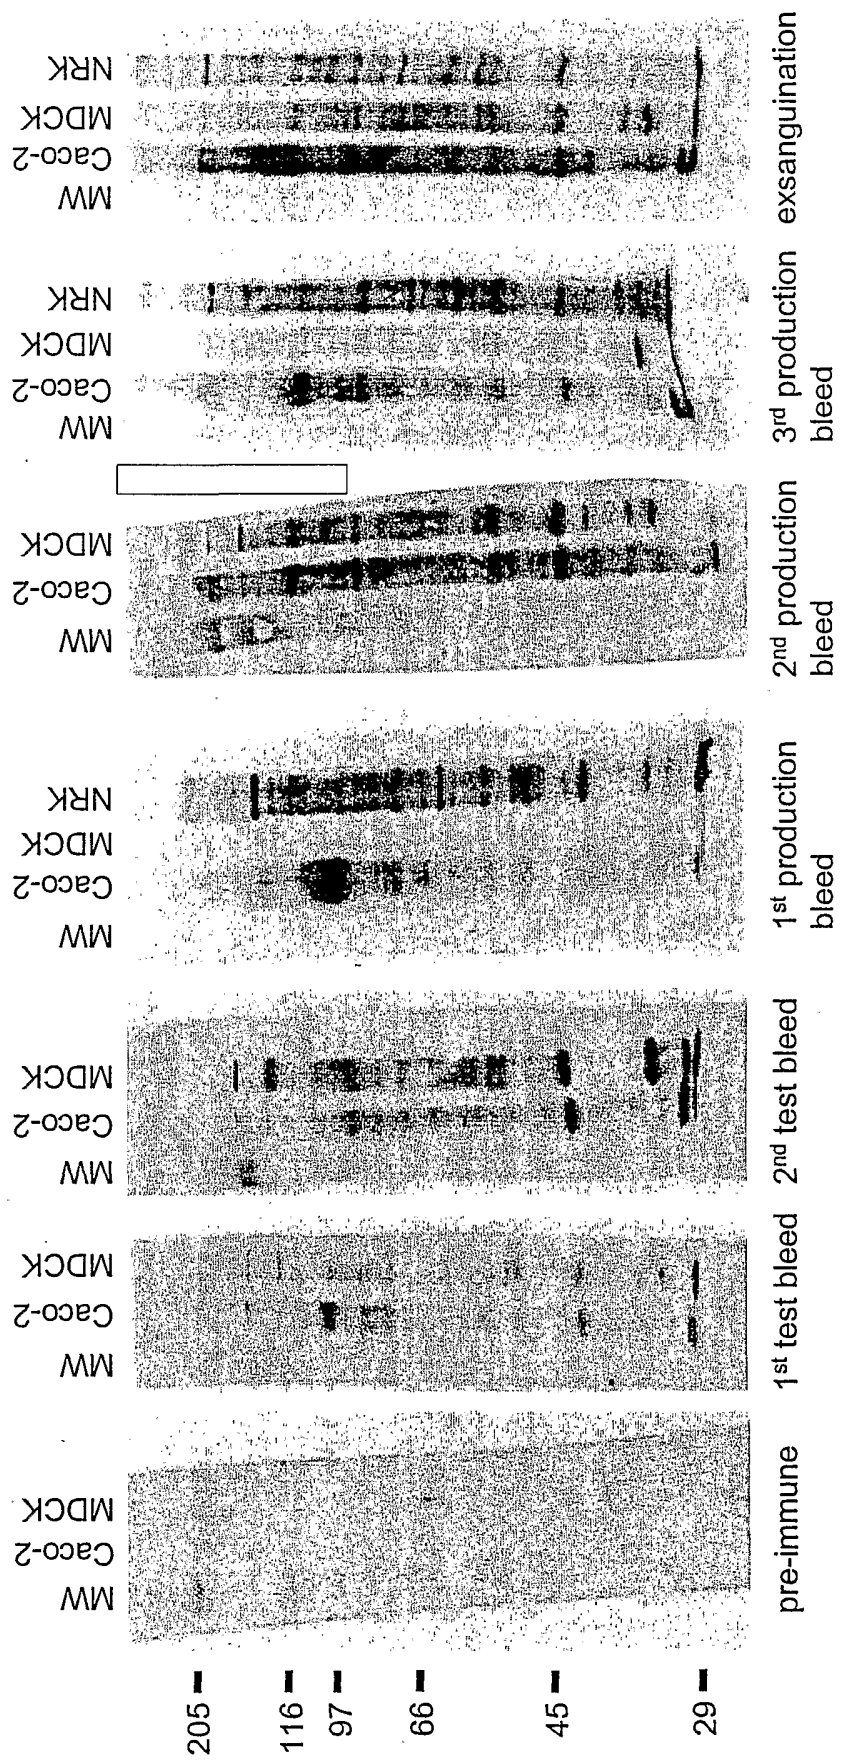 MW Caco-2 MDCK
MW Caco-2 MDCK
MW Caco-2 MDCK
MW Caco-2 MDCK NRK
MW Caco-2 MDCK
MW Caco-2 MDCK NRK
MW Caco-2 MDCK NRK
205
116
97
66
45
29
pre-immune
1st test bleed
2nd test bleed
1st production
bleed
2nd production
bleed
3rd production
bleed
exsanguination